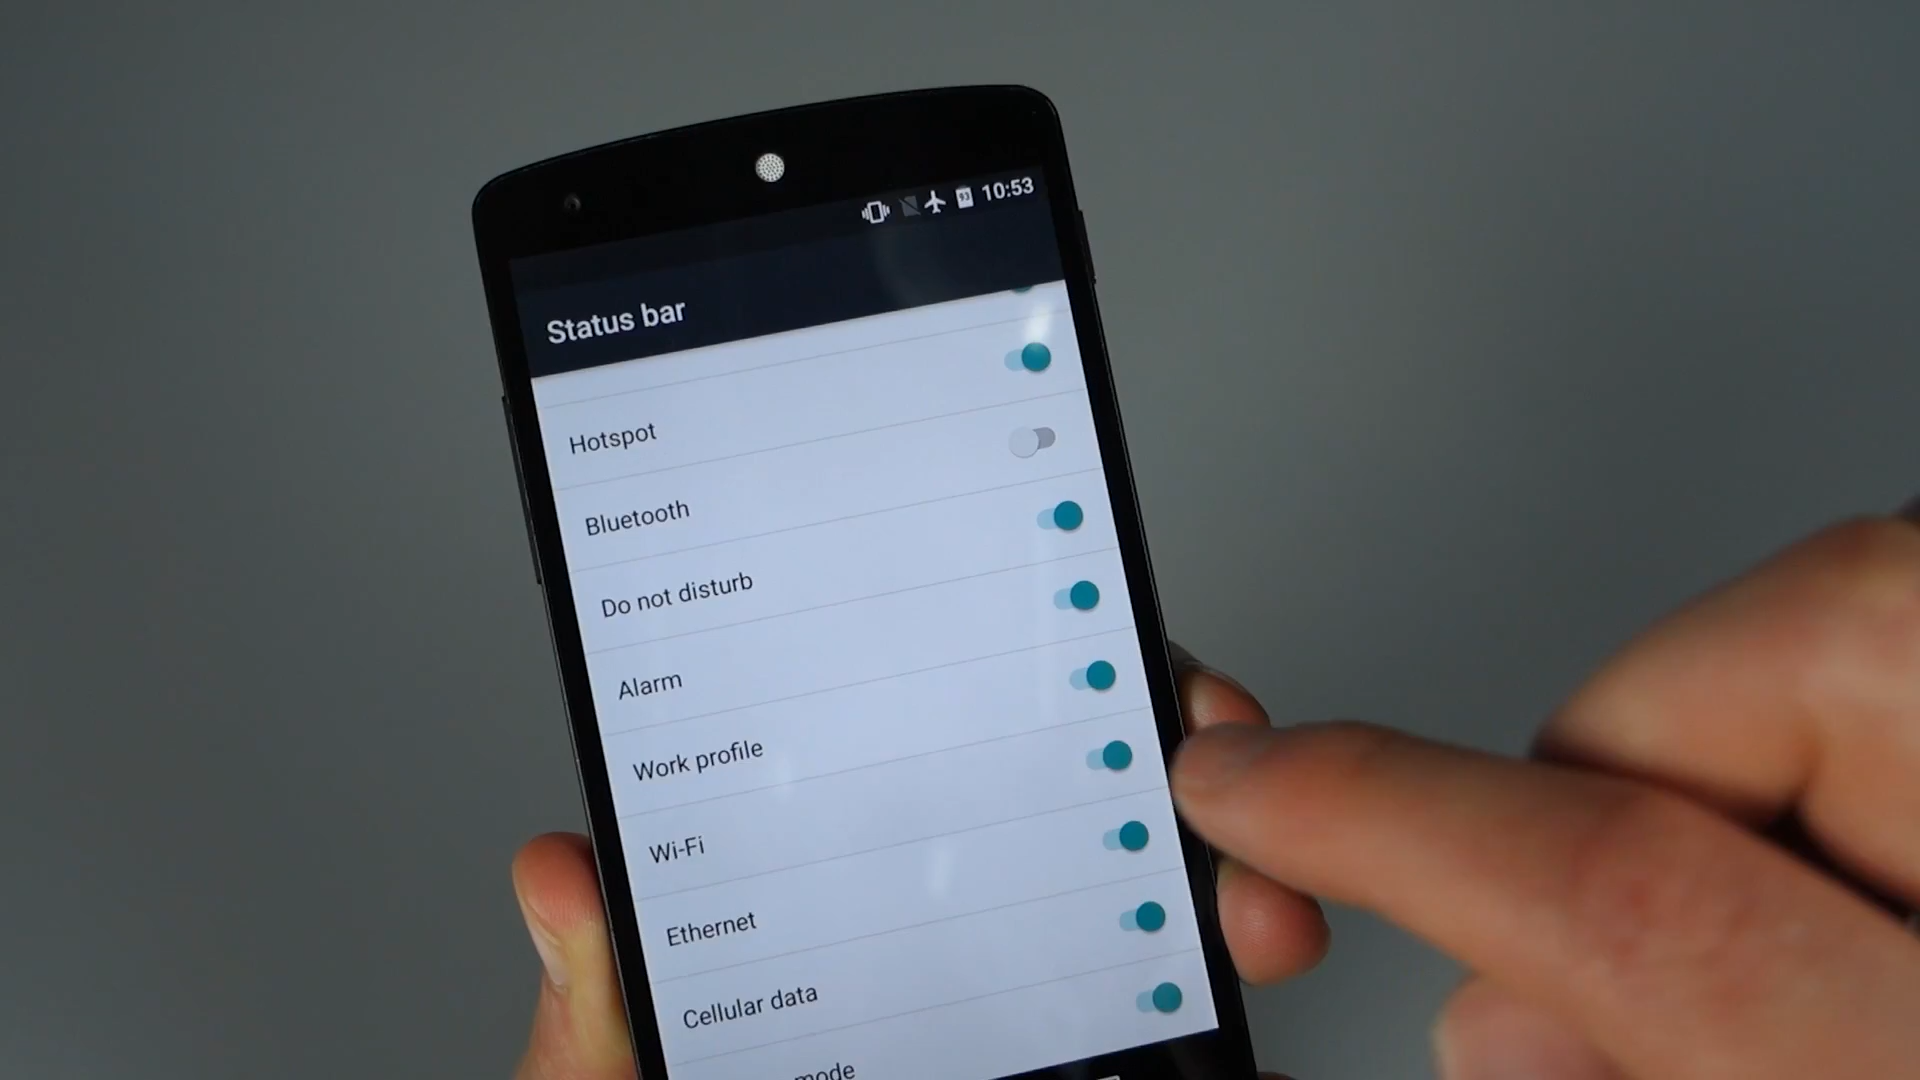 10:53
Status bar
Hotspot
Bluetooth
Do not disturb
Alarm
Work profile
Wi-Fi
Ethernet
Cellular data
mode